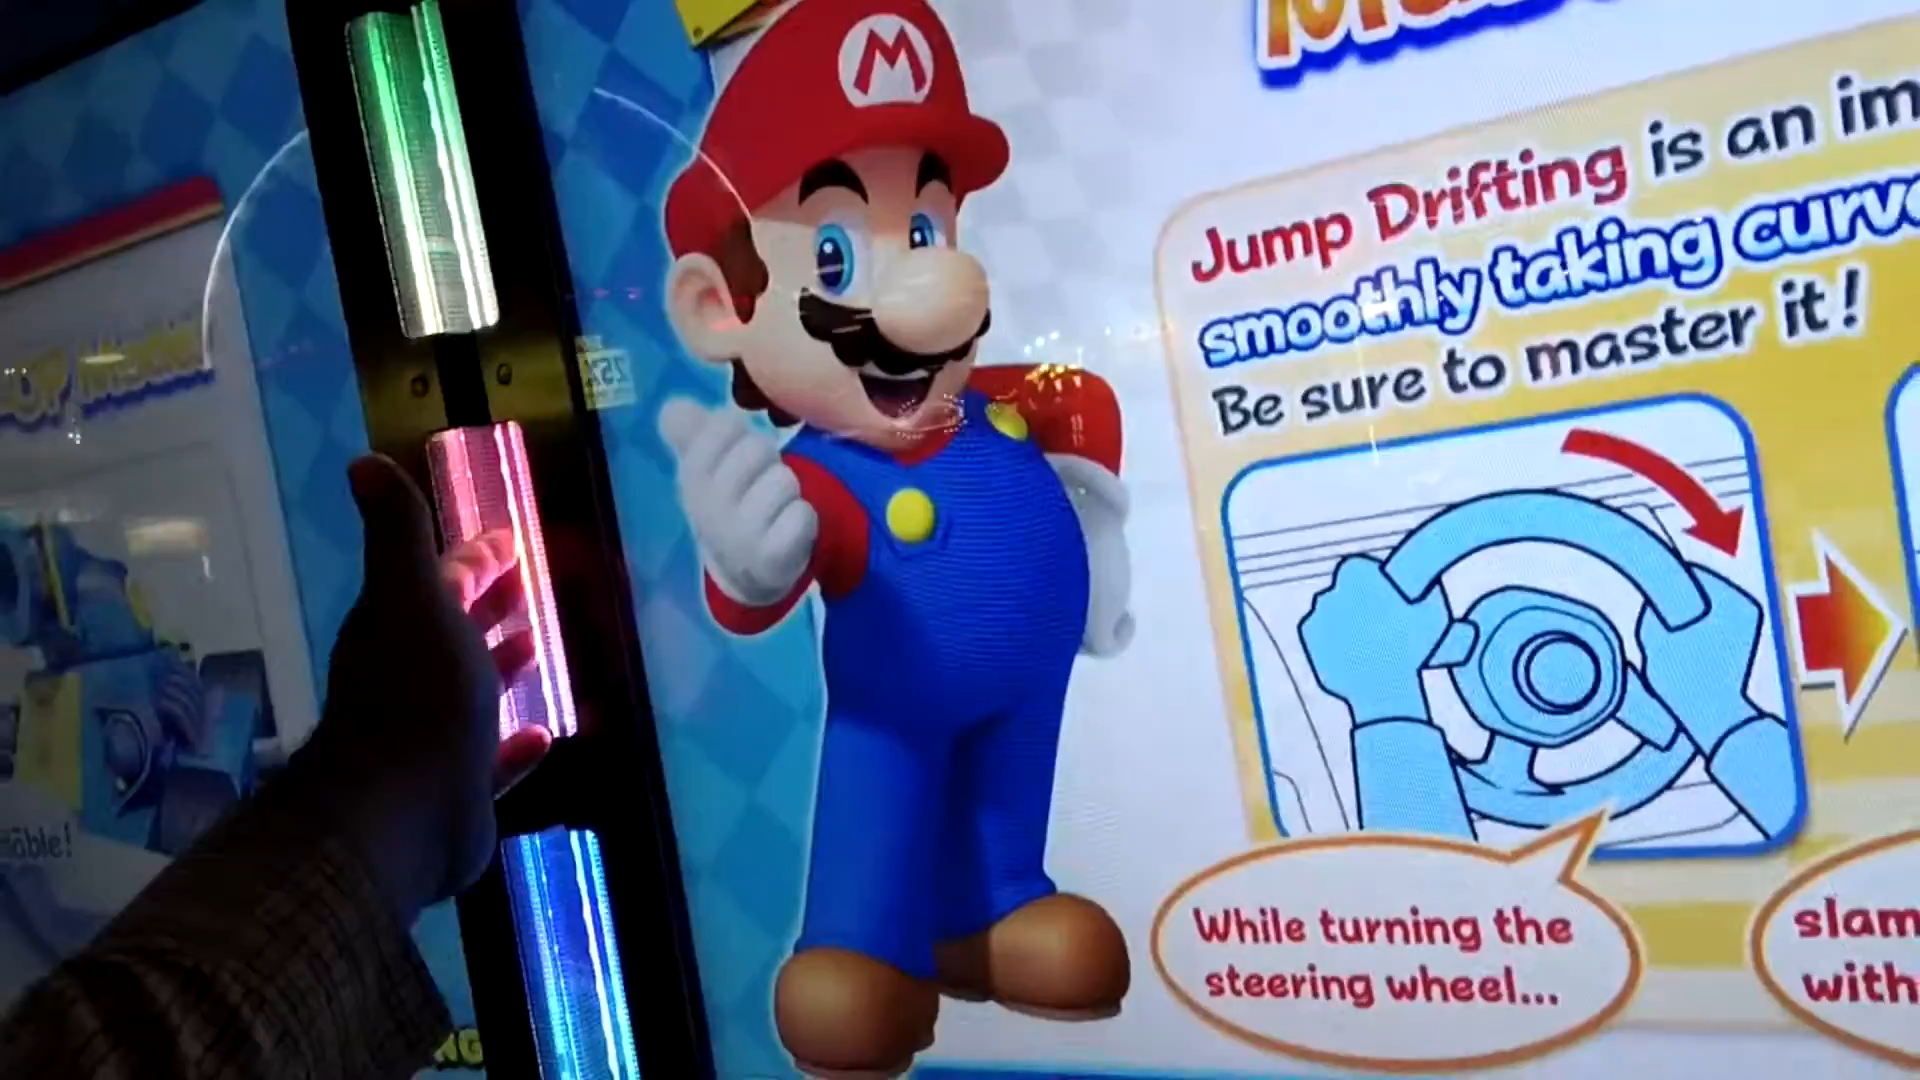 M
Jump Drifting is an im
smoothly taking curve
Be sure to master it!
While turning the
steering wheel...
slam
with